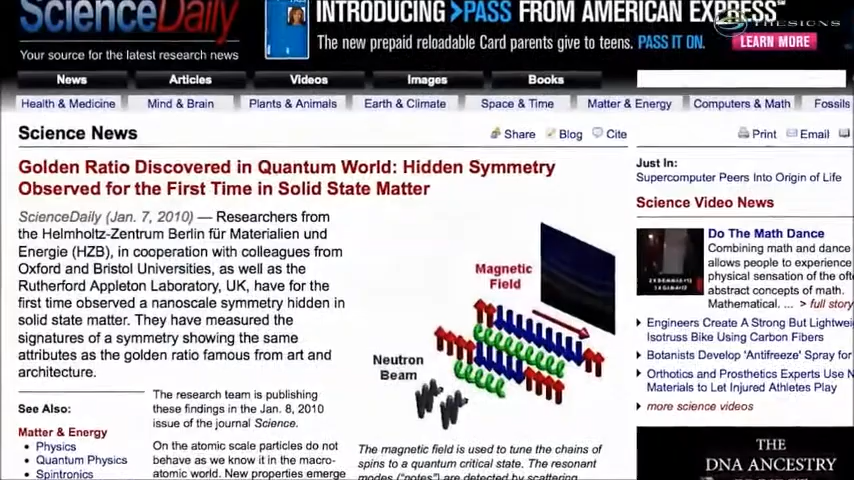 ScienceDaily
Your source for the latest research news
INTRODUCING >PASS FROM AMERICAN EXPRESS℠
The new prepaid reloadable Card parents give to teens. PASS IT ON.
LEARN MORE
THESIGNS
News Articles Videos Images Books
Health & Medicine Mind & Brain Plants & Animals Earth & Climate Space & Time Matter & Energy Computers & Math Fossils
Science News
Share Blog Cite
Print Email
Golden Ratio Discovered in Quantum World: Hidden Symmetry
Observed for the First Time in Solid State Matter
ScienceDaily (Jan. 7, 2010) — Researchers from
the Helmholtz-Zentrum Berlin für Materialien und
Energie (HZB), in cooperation with colleagues from
Oxford and Bristol Universities, as well as the
Rutherford Appleton Laboratory, UK, have for the
first time observed a nanoscale symmetry hidden in
solid state matter. They have measured the
signatures of a symmetry showing the same
attributes as the golden ratio famous from art and
architecture.
See Also:
Matter & Energy
• Physics
• Quantum Physics
• Spintronics
The research team is publishing
these findings in the Jan. 8, 2010
issue of the journal Science.
On the atomic scale particles do not
behave as we know it in the macro-
atomic world. New properties emerge
Magnetic
Field
Neutron
Beam
The magnetic field is used to tune the chains of
spins to a quantum critical state. The resonant
modes ("notes") are detected by scattering
Just In:
Supercomputer Peers Into Origin of Life
Science Video News
Do The Math Dance
Combining math and dance
allows people to experience
physical sensation of the ofte
abstract concepts of math.
Mathematical. ... > full story
Engineers Create A Strong But Lightwei
Isotruss Bike Using Carbon Fibers
Botanists Develop 'Antifreeze' Spray for
Orthotics and Prosthetics Experts Use N
Materials to Let Injured Athletes Play
more science videos
THE
DNA ANCESTRY